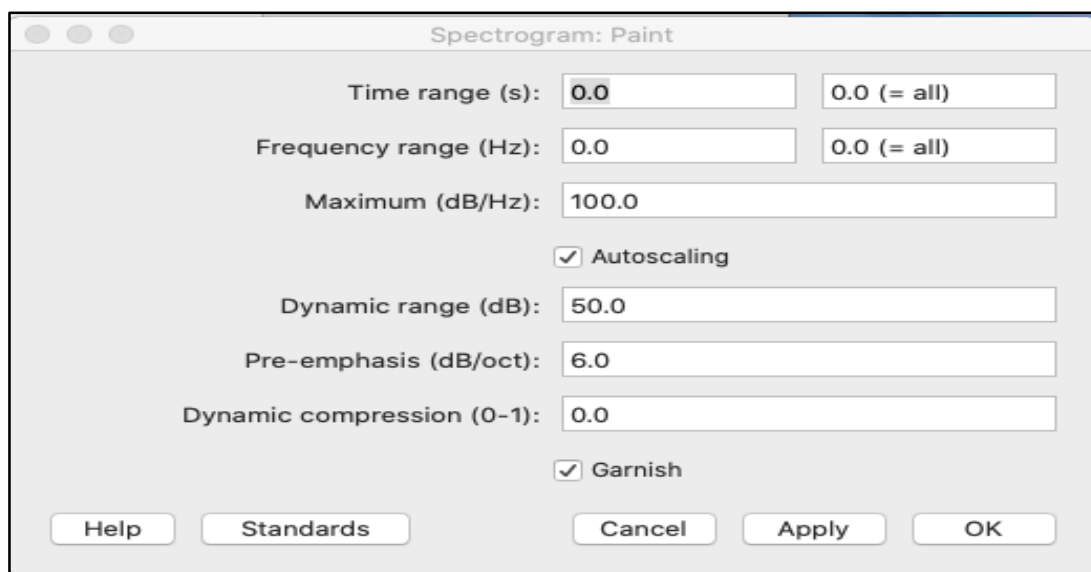 Spectrogram: Paint
Time range (s): 0.0 0.0 (= all)
Frequency range (Hz): 0.0 0.0 (= all)
Maximum (dB/Hz): 100.0
Autoscaling
Dynamic range (dB): 50.0
Pre-emphasis (dB/oct): 6.0
Dynamic compression (0-1): 0.0
Garnish
Help Standards Cancel Apply OK